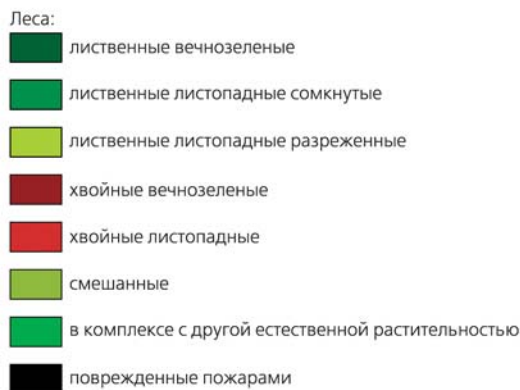 Леса:
лиственные вечнозеленые
лиственные листопадные сомкнутые
лиственные листопадные разреженные
хвойные вечнозеленые
хвойные листопадные
смешанные
в комплексе с другой естественной растительностью
поврежденные пожарами